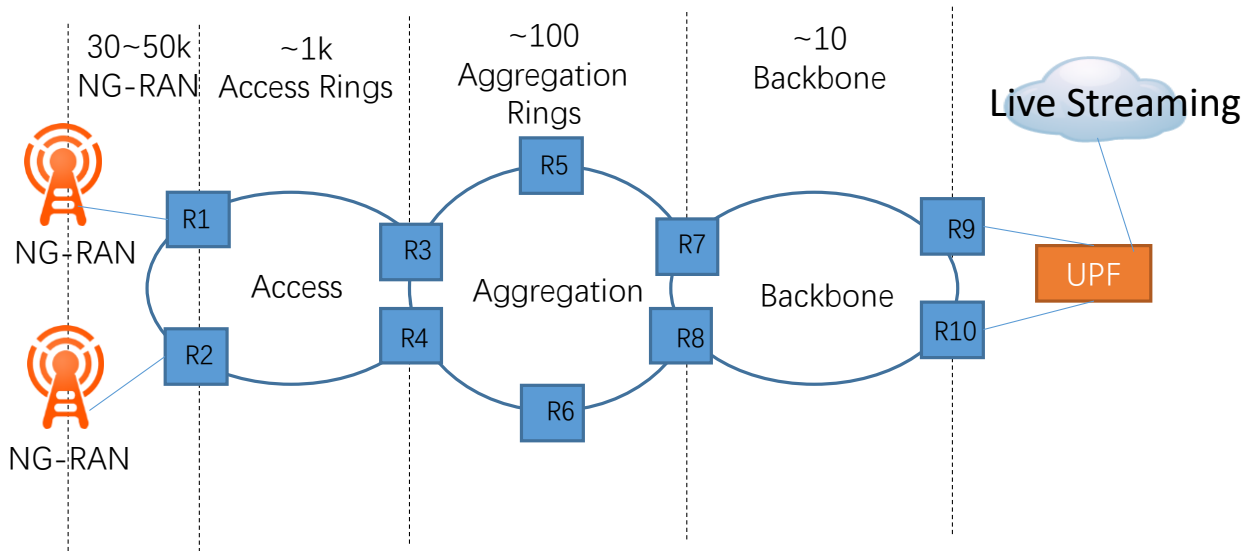 30~50k
NG-RAN
~1k
Access Rings
~100
Aggregation
Rings
~10
Backbone
Live Streaming
R5
R1
R3
R7
R9
NG-RAN
Access
Aggregation
Backbone
UPF
R2
R4
R8
R10
R6
NG-RAN